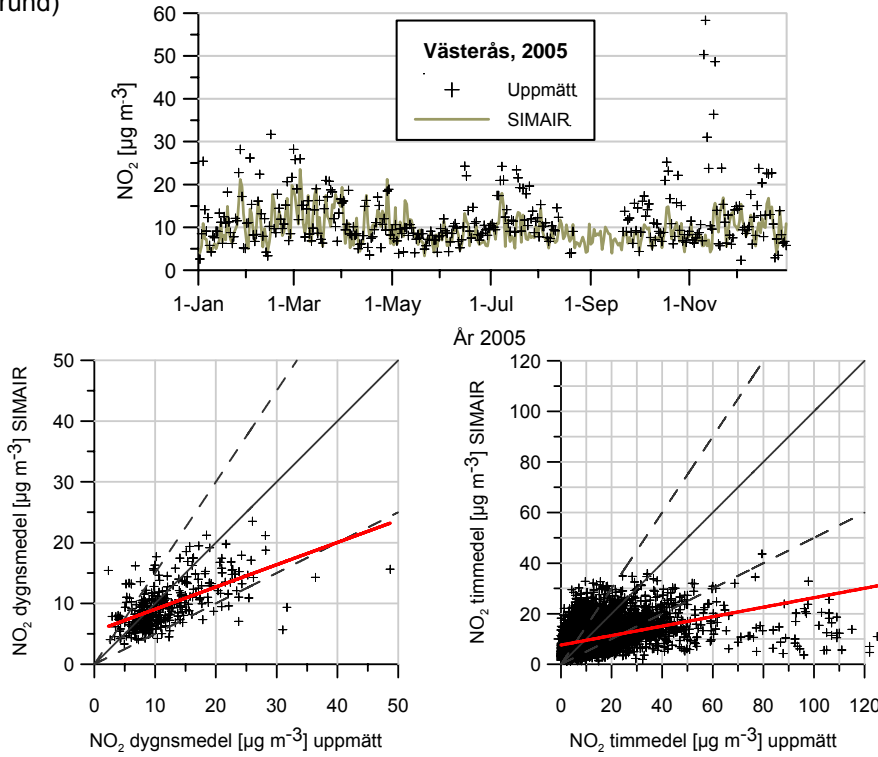 rund)
NO₂ [µg m⁻³]
60
50
40
30
20
10
0
Västerås, 2005
Uppmätt
SIMAIR
1-Jan 1-Mar 1-May 1-Jul 1-Sep 1-Nov
År 2005
NO₂ dygnsmedel [µg m⁻³] SIMAIR
50
40
30
20
10
0
0 10 20 30 40 50
NO₂ dygnsmedel [µg m⁻³] uppmätt
NO₂ timmedel [µg m⁻³] SIMAIR
120
100
80
60
40
20
0
0 20 40 60 80 100 120
NO₂ timmedel [µg m⁻³] uppmätt